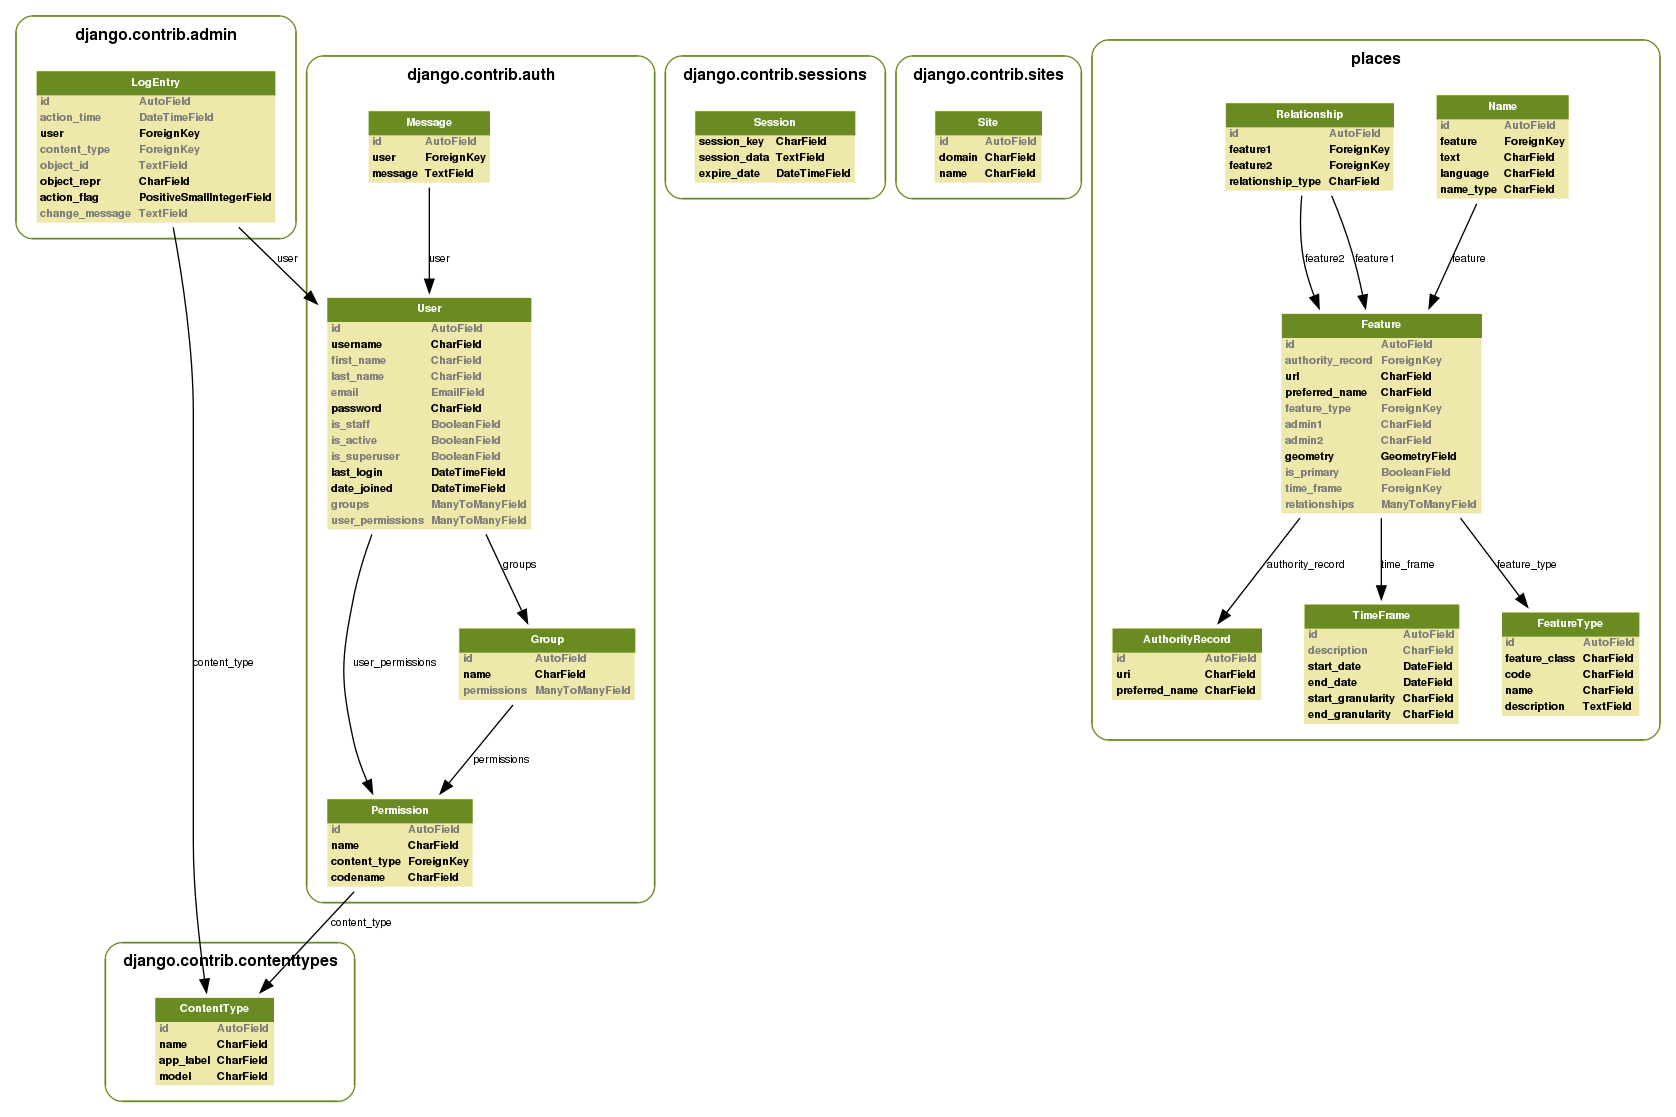 django.contrib.admin
LogEntry
id AutoField
action_time DateTimeField
user ForeignKey
content_type ForeignKey
object_id TextField
object_repr CharField
action_flag PositiveSmallIntegerField
change_message TextField
user
content_type
django.contrib.auth
Message
id AutoField
user ForeignKey
message TextField
user
User
id AutoField
username CharField
first_name CharField
last_name CharField
email EmailField
password CharField
is_staff BooleanField
is_active BooleanField
is_superuser BooleanField
last_login DateTimeField
date_joined DateTimeField
groups ManyToManyField
user_permissions ManyToManyField
groups
user_permissions
Group
id AutoField
name CharField
permissions ManyToManyField
permissions
Permission
id AutoField
name CharField
content_type ForeignKey
codename CharField
content_type
django.contrib.contenttypes
ContentType
id AutoField
name CharField
app_label CharField
model CharField
django.contrib.sessions
Session
session_key CharField
session_data TextField
expire_date DateTimeField
django.contrib.sites
Site
id AutoField
domain CharField
name CharField
places
Relationship
id AutoField
feature1 ForeignKey
feature2 ForeignKey
relationship_type CharField
Name
id AutoField
feature ForeignKey
text CharField
language CharField
name_type CharField
feature2
feature1
feature
Feature
id AutoField
authority_record ForeignKey
url CharField
preferred_name CharField
feature_type ForeignKey
admin1 CharField
admin2 CharField
geometry GeometryField
is_primary BooleanField
time_frame ForeignKey
relationships ManyToManyField
authority_record
time_frame
feature_type
AuthorityRecord
id AutoField
uri CharField
preferred_name CharField
TimeFrame
id AutoField
description CharField
start_date DateField
end_date DateField
start_granularity CharField
end_granularity CharField
FeatureType
id AutoField
feature_class CharField
code CharField
name CharField
description TextField